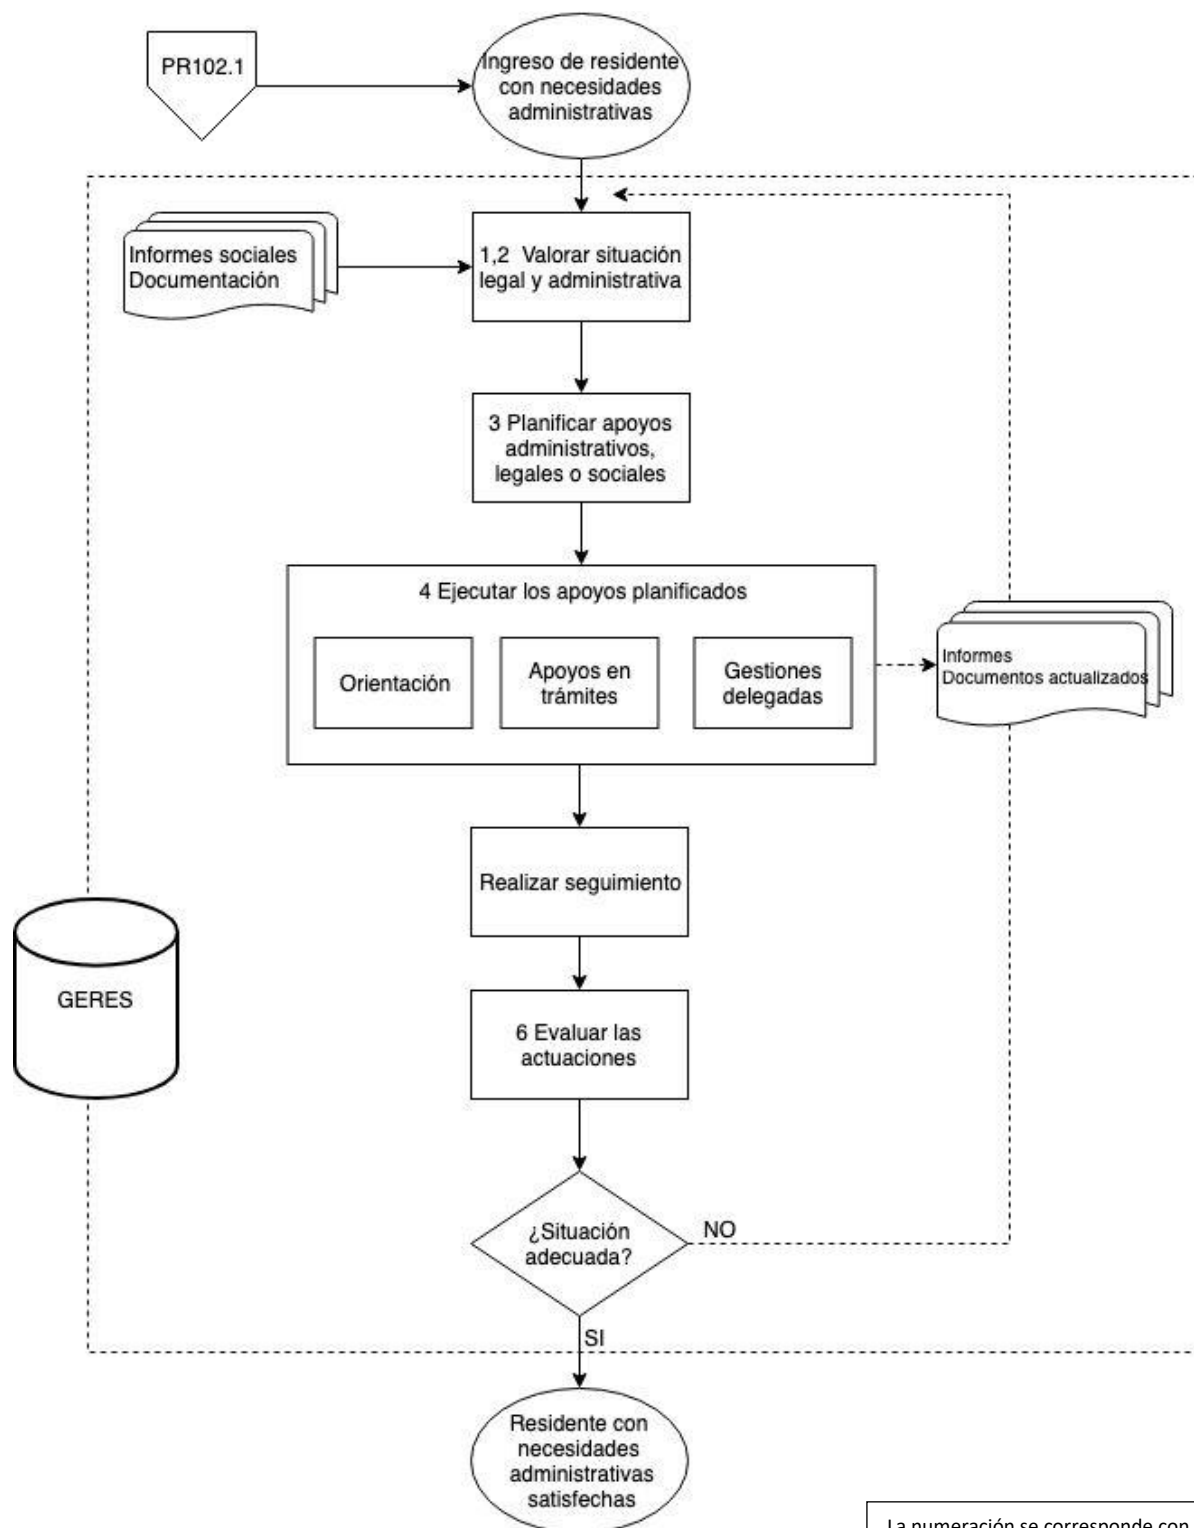 PR102.1
Ingreso de residente
con necesidades
administrativas
Informes sociales
Documentación
1,2 Valorar situación
legal y administrativa
3 Planificar apoyos
administrativos,
legales o sociales
4 Ejecutar los apoyos planificados
Orientación
Apoyos en
trámites
Gestiones
delegadas
Informes
Documentos actualizados
Realizar seguimiento
GERES
6 Evaluar las
actuaciones
¿Situación
adecuada?
NO
SI
Residente con
necesidades
administrativas
satisfechas
La numeración se corresponde con